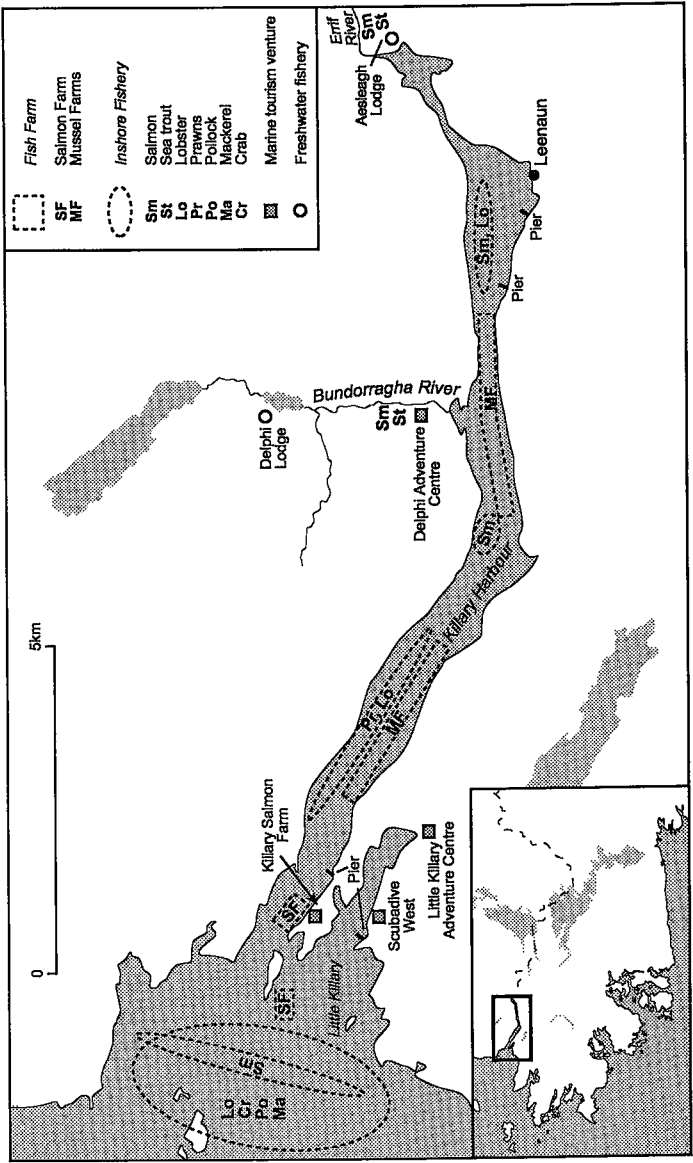 Fish Farm
SF Salmon Farm
MF Mussel Farms
Inshore Fishery
Sm Salmon
St Sea trout
Lo Lobster
Pr Prawns
Po Pollock
Ma Mackerel
Cr Crab
Marine tourism venture
Freshwater fishery
0
5km
Erriff
River
Sm
St
Aesleagh
Lodge
Leenaun
Pier
Pier
Sm, Lo
MF
Bundorragha River
Sm
St
Delphi
Lodge
Delphi Adventure
Centre
Sm
Killary Harbour
Pr, Lo
MF
Killary Salmon
Farm
SF
Pier
Scubadive
West
Little Killary
Adventure Centre
Little Killary
SF
Sm
Lo
Cr
Po
Ma